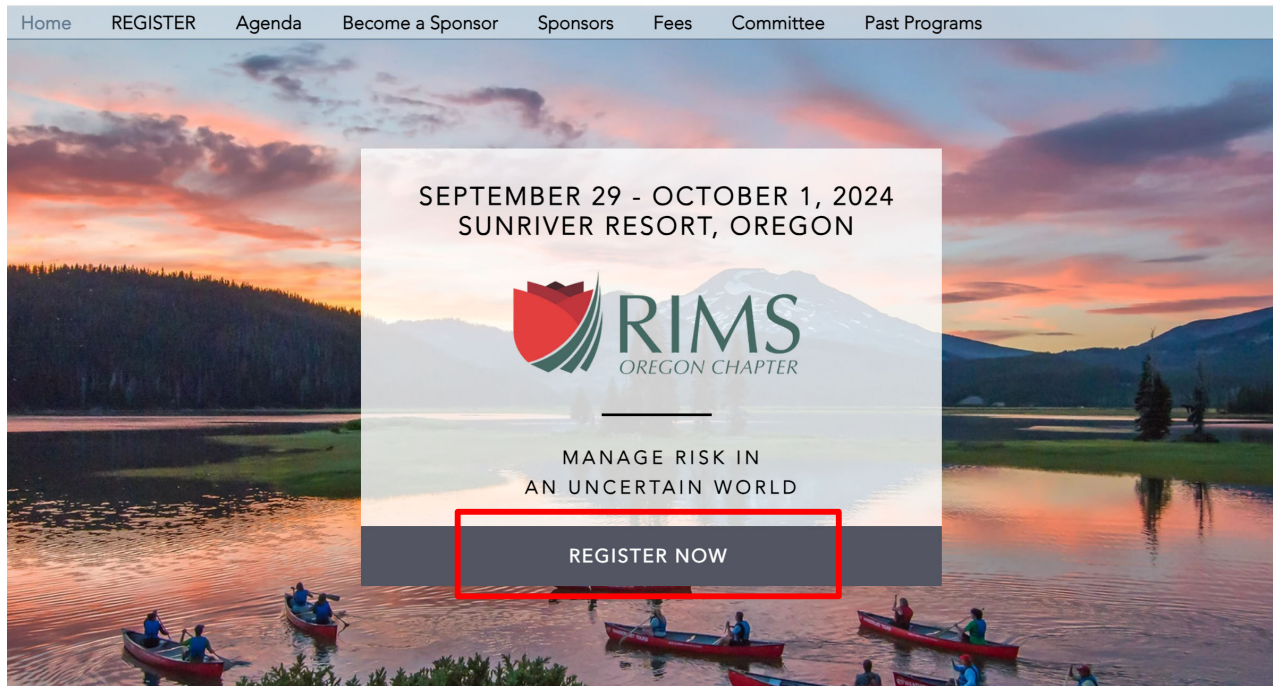 Home REGISTER Agenda Become a Sponsor Sponsors Fees Committee Past Programs
SEPTEMBER 29 - OCTOBER 1, 2024
SUNRIVER RESORT, OREGON
RIMS
OREGON CHAPTER
MANAGE RISK IN
AN UNCERTAIN WORLD
REGISTER NOW